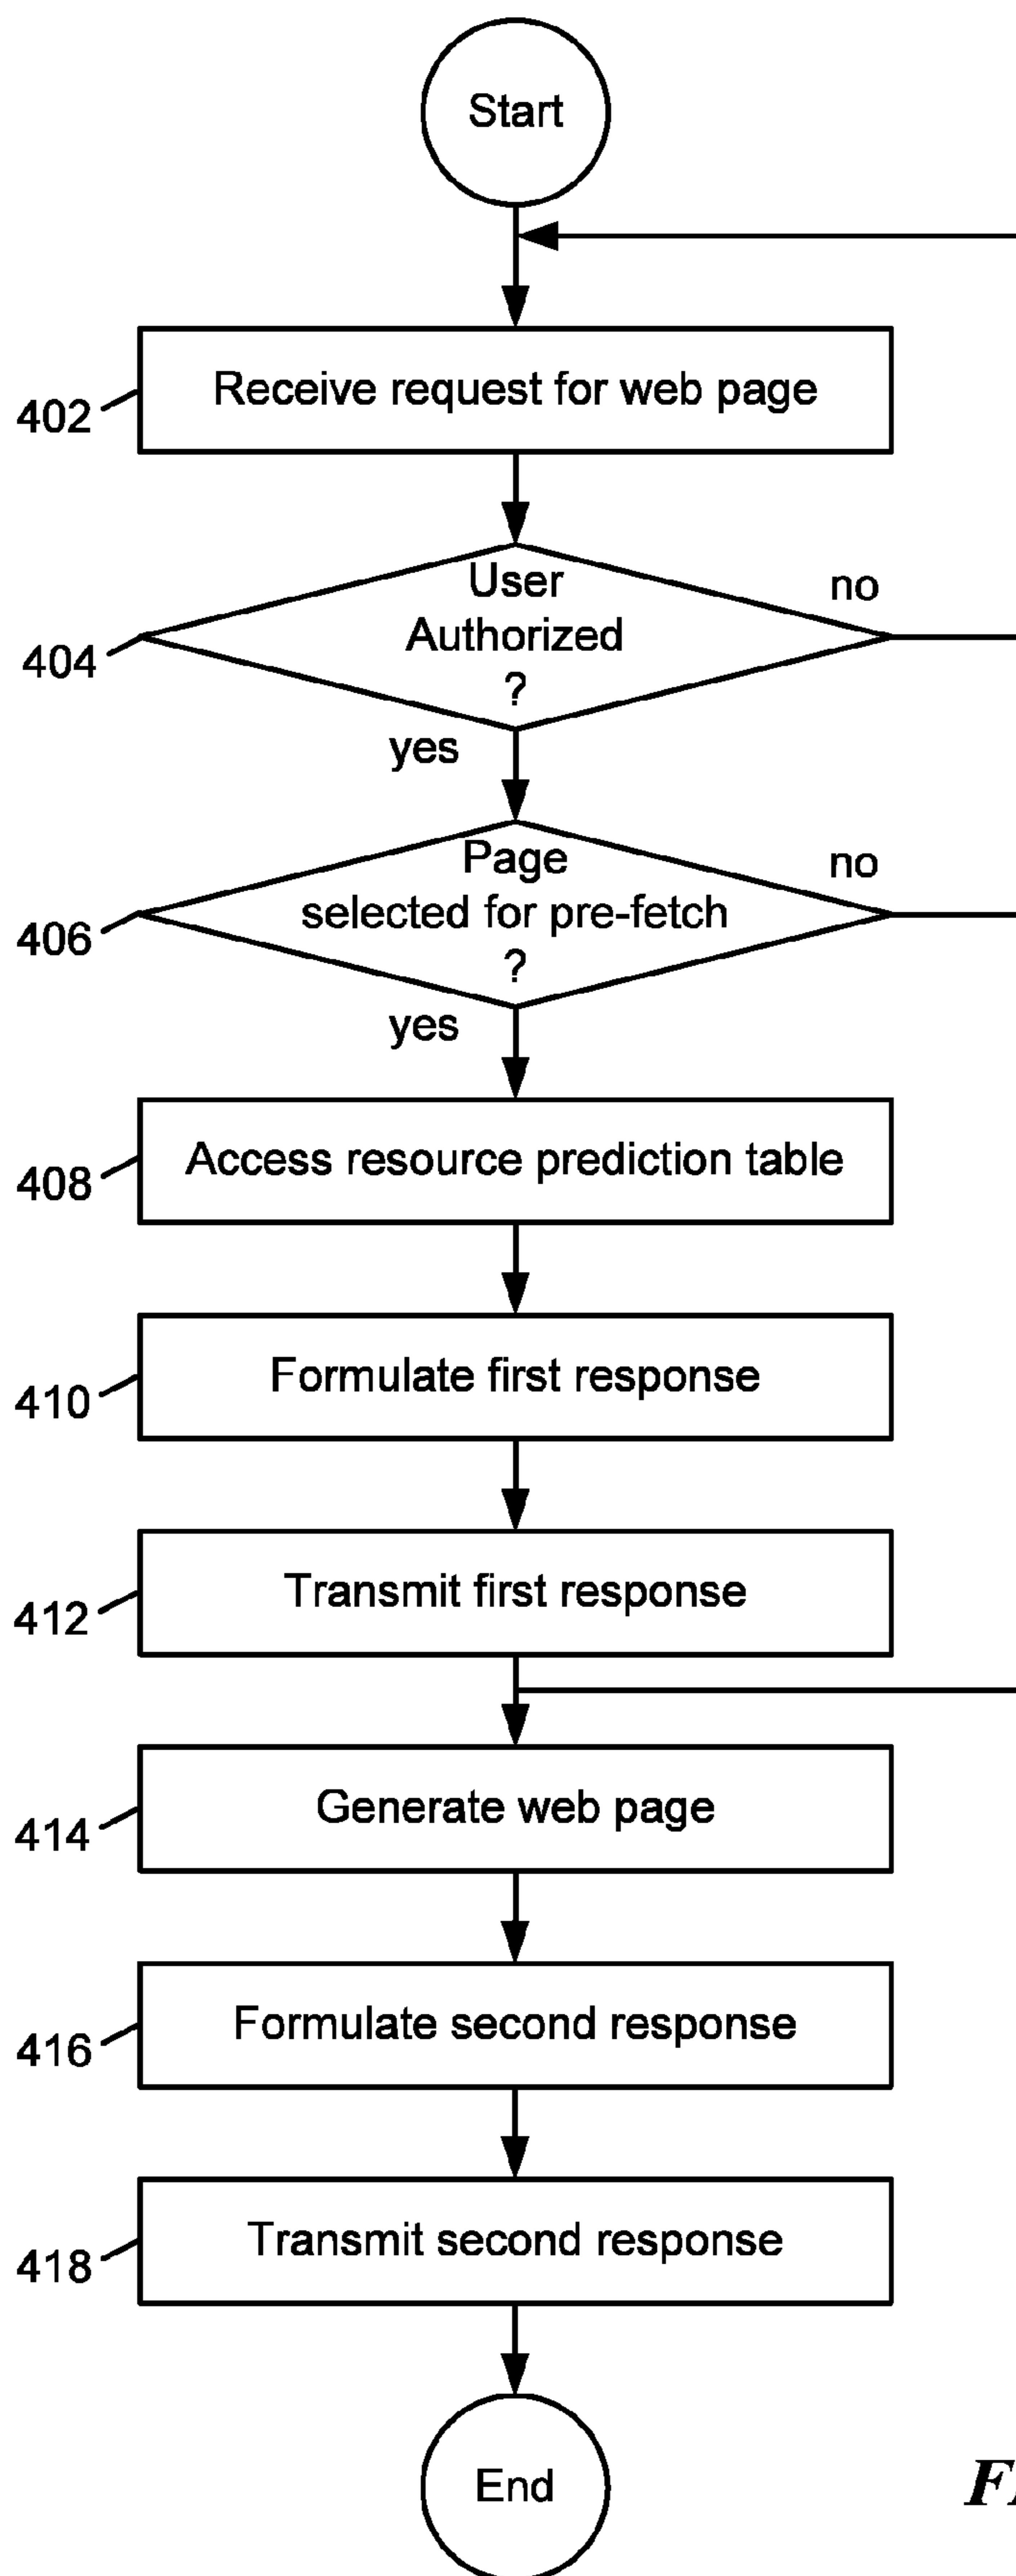 Start
402
Receive request for web page
404
User
Authorized
?
no
yes
406
Page
selected for pre-fetch
?
no
yes
408
Access resource prediction table
410
Formulate first response
412
Transmit first response
414
Generate web page
416
Formulate second response
418
Transmit second response
End